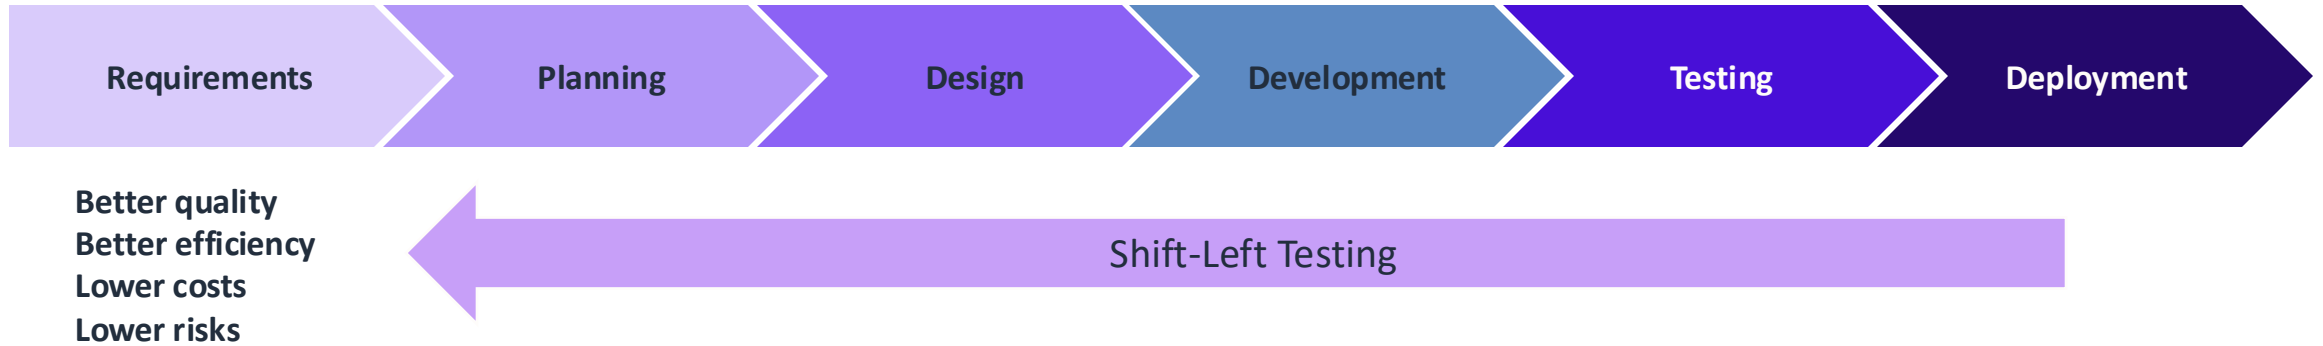 Requirements
Planning
Design
Development
Testing
Deployment
Better quality
Better efficiency
Lower costs
Lower risks
Shift-Left Testing